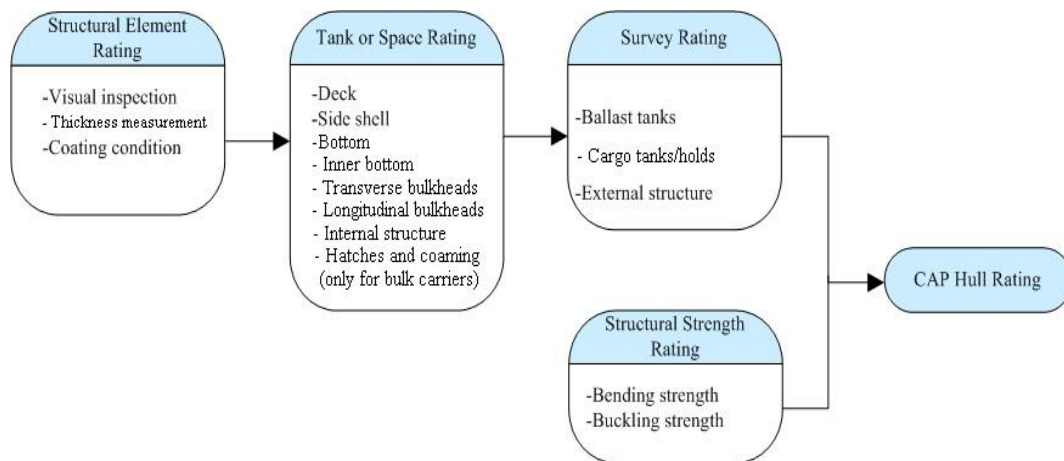 Structural Element
Rating
-Visual inspection
- Thickness measurement
-Coating condition
Tank or Space Rating
-Deck
-Side shell
-Bottom
- Inner bottom
- Transverse bulkheads
- Longitudinal bulkheads
- Internal structure
- Hatches and coaming
(only for bulk carriers)
Survey Rating
-Ballast tanks
- Cargo tanks/holds
-External structure
Structural Strength
Rating
-Bending strength
-Buckling strength
CAP Hull Rating